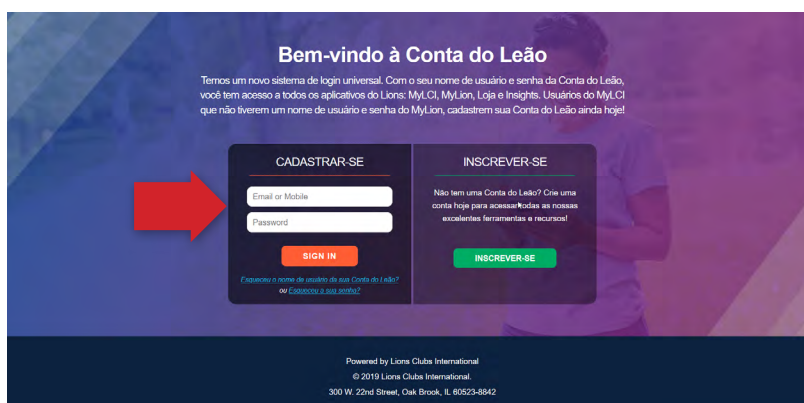 Bem-vindo à Conta do Leão
Temos um novo sistema de login universal. Com o seu nome de usuário e senha da Conta do Leão,
você tem acesso a todos os aplicativos do Lions: MyLCI, MyLion, Loja e Insights. Usuários do MyLCI
que não tiverem um nome de usuário e senha do MyLion, cadastrem sua Conta do Leão ainda hoje!
CADASTRAR-SE
Email or Mobile
Password
SIGN IN
Esqueceu o nome de usuário da sua Conta do Leão?
ou Esqueceu a sua senha?
INSCREVER-SE
Não tem uma Conta do Leão? Crie uma
conta hoje para acessar todas as nossas
excelentes ferramentas e recursos!
INSCREVER-SE
Powered by Lions Clubs International
© 2019 Lions Clubs International.
300 W. 22nd Street, Oak Brook, IL 60523-8842